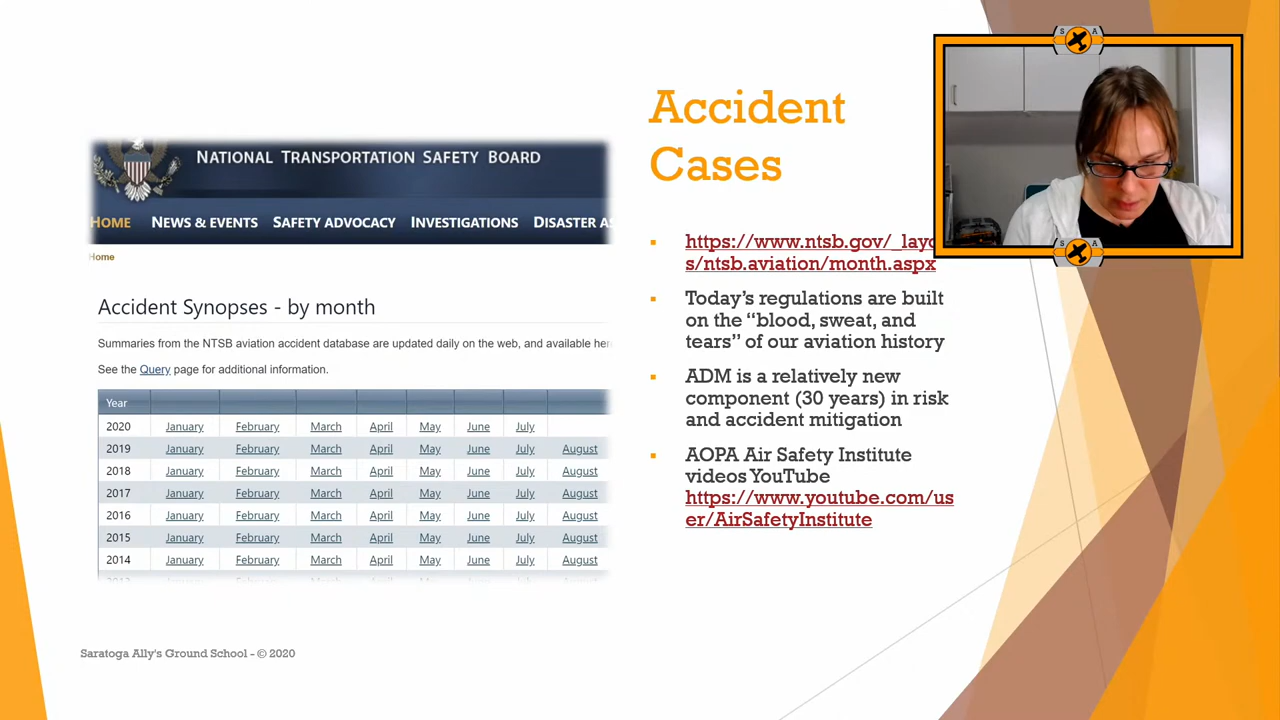 NATIONAL TRANSPORTATION SAFETY BOARD
HOME NEWS & EVENTS SAFETY ADVOCACY INVESTIGATIONS DISASTER
Home
Accident Synopses - by month
Summaries from the NTSB aviation accident database are updated daily on the web, and available
See the Query page for additional information.
Year
2020 January February March April May June July
2019 January February March April May June July August
2018 January February March April May June July August
2017 January February March April May June July August
2016 January February March April May June July August
2015 January February March April May June July August
2014 January February March April May June July August
Accident
Cases
https://www.ntsb.gov/_layo
s/ntsb.aviation/month.aspx
Today’s regulations are built
on the “blood, sweat, and
tears” of our aviation history
ADM is a relatively new
component (30 years) in risk
and accident mitigation
AOPA Air Safety Institute
videos YouTube
https://www.youtube.com/us
er/AirSafetyInstitute
S A
S A
Saratoga Ally's Ground School - © 2020